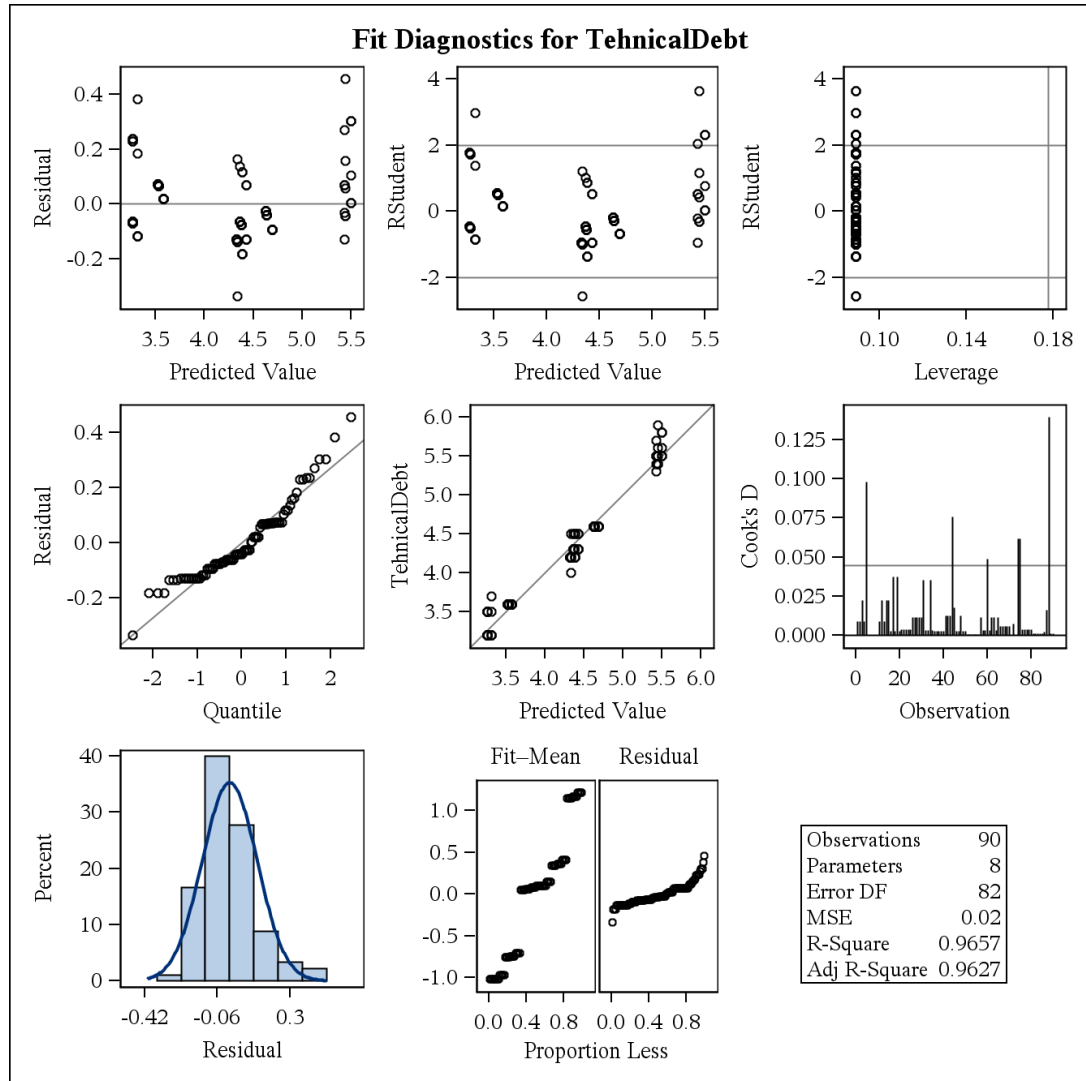 Fit Diagnostics for TehnicalDebt
Residual
0.4
0.2
0.0
-0.2
3.5 4.0 4.5 5.0 5.5
Predicted Value
RStudent
4
2
0
-2
3.5 4.0 4.5 5.0 5.5
Predicted Value
RStudent
4
2
0
-2
0.10 0.14 0.18
Leverage
Residual
0.4
0.2
0.0
-0.2
-2 -1 0 1 2
Quantile
TehnicalDebt
6.0
5.5
5.0
4.5
4.0
3.5
3.5 4.0 4.5 5.0 5.5 6.0
Predicted Value
Cook's D
0.125
0.100
0.075
0.050
0.025
0.000
0 20 40 60 80
Observation
Percent
40
30
20
10
0
-0.42 -0.06 0.3
Residual
Fit–Mean Residual
1.0
0.5
0.0
-0.5
-1.0
0.0 0.4 0.8 0.0 0.4 0.8
Proportion Less
Observations 90
Parameters 8
Error DF 82
MSE 0.02
R-Square 0.9657
Adj R-Square 0.9627